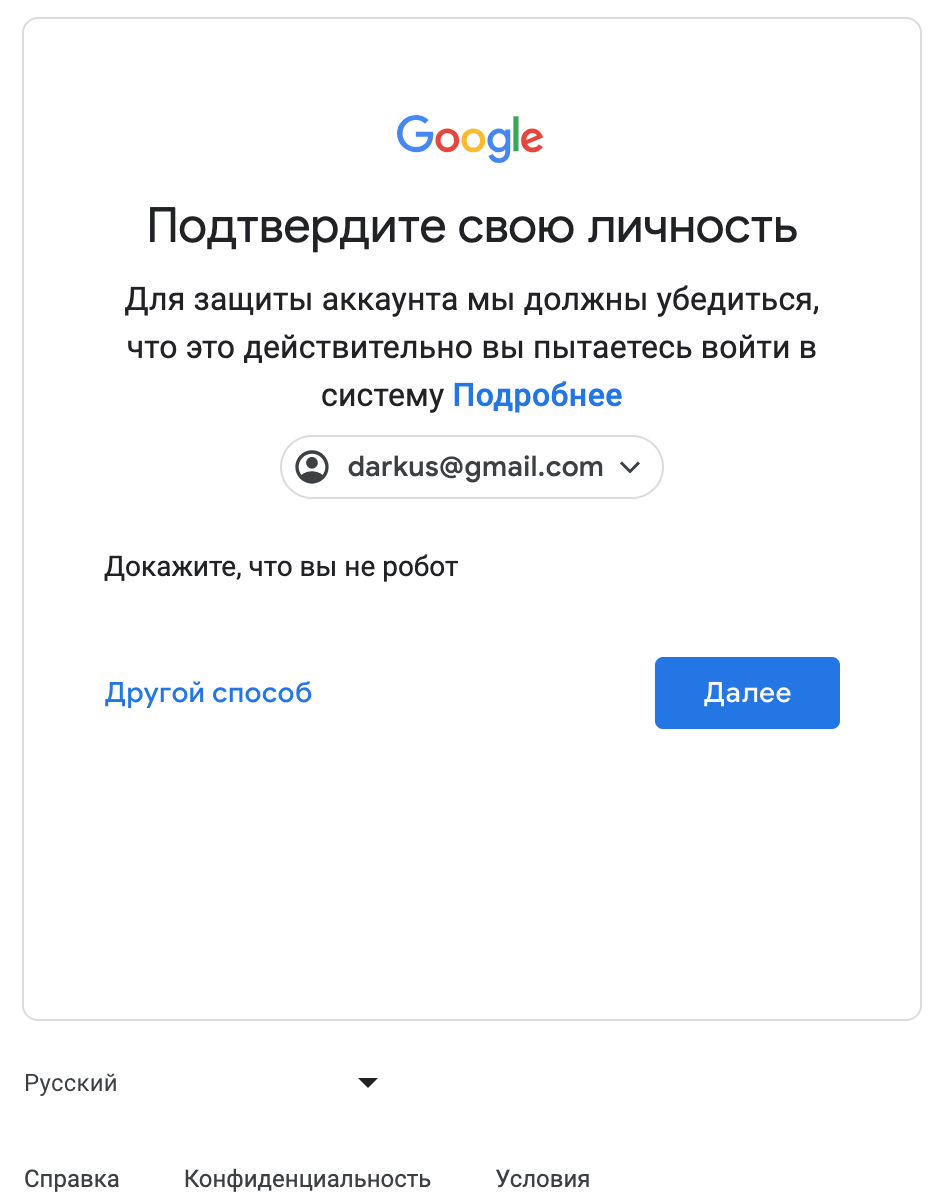 Google
Подтвердите свою личность
Для защиты аккаунта мы должны убедиться,
что это действительно вы пытаетесь войти в
систему Подробнее
darkus@gmail.com
Докажите, что вы не робот
Другой способ
Далее
Русский
Справка
Конфиденциальность
Условия